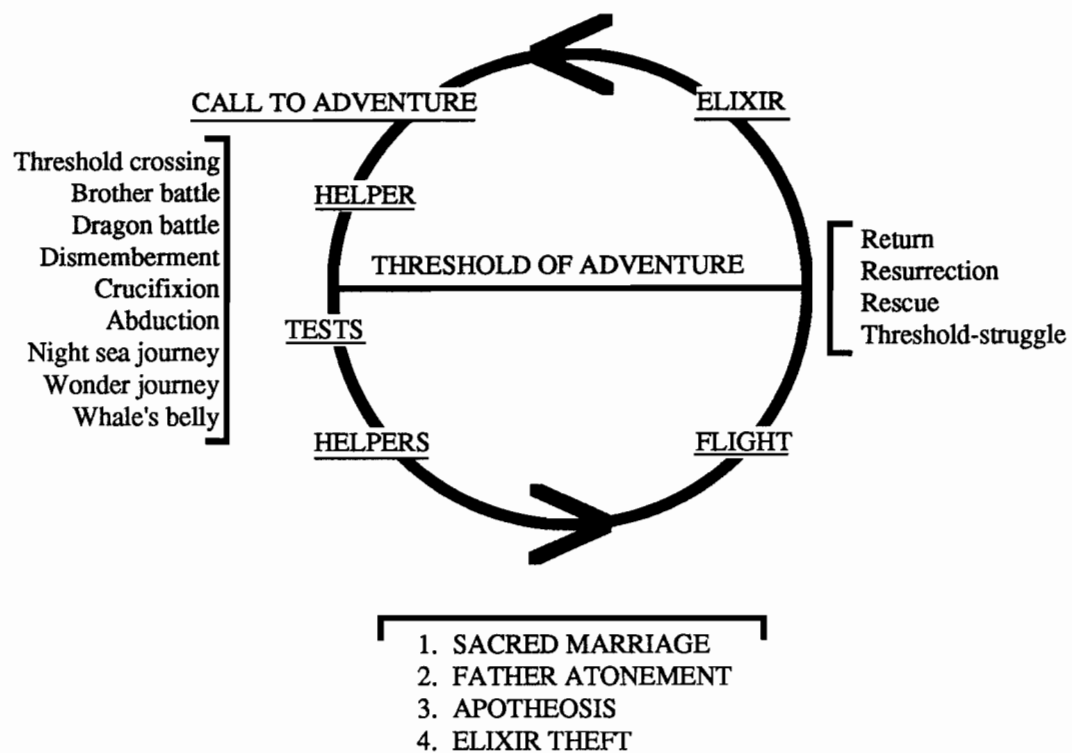 CALL TO ADVENTURE
ELIXIR
Threshold crossing
Brother battle
Dragon battle
Dismemberment
Crucifixion
Abduction
Night sea journey
Wonder journey
Whale's belly
HELPER
THRESHOLD OF ADVENTURE
TESTS
HELPERS
FLIGHT
Return
Resurrection
Rescue
Threshold-struggle
1. SACRED MARRIAGE
2. FATHER ATONEMENT
3. APOTHEOSIS
4. ELIXIR THEFT